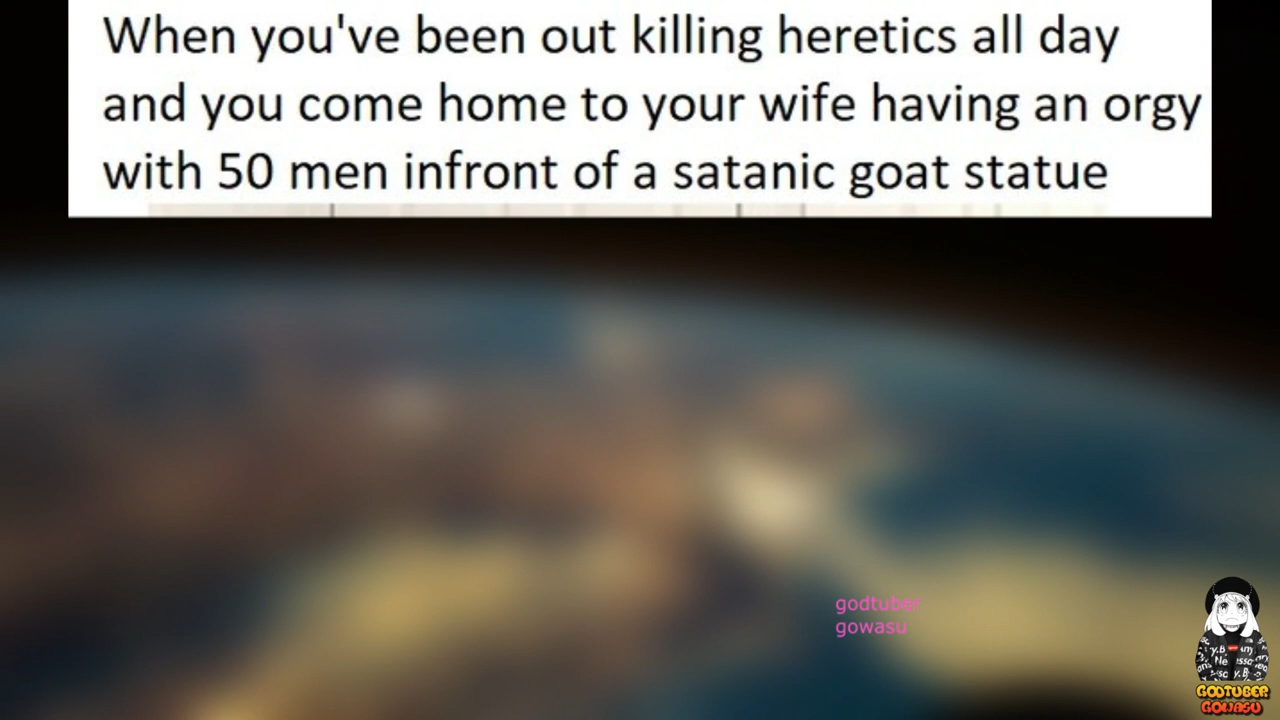 When you've been out killing heretics all day
and you come home to your wife having an orgy
with 50 men infront of a satanic goat statue
godtuber
gowasu
GODTUBER
GOWASU